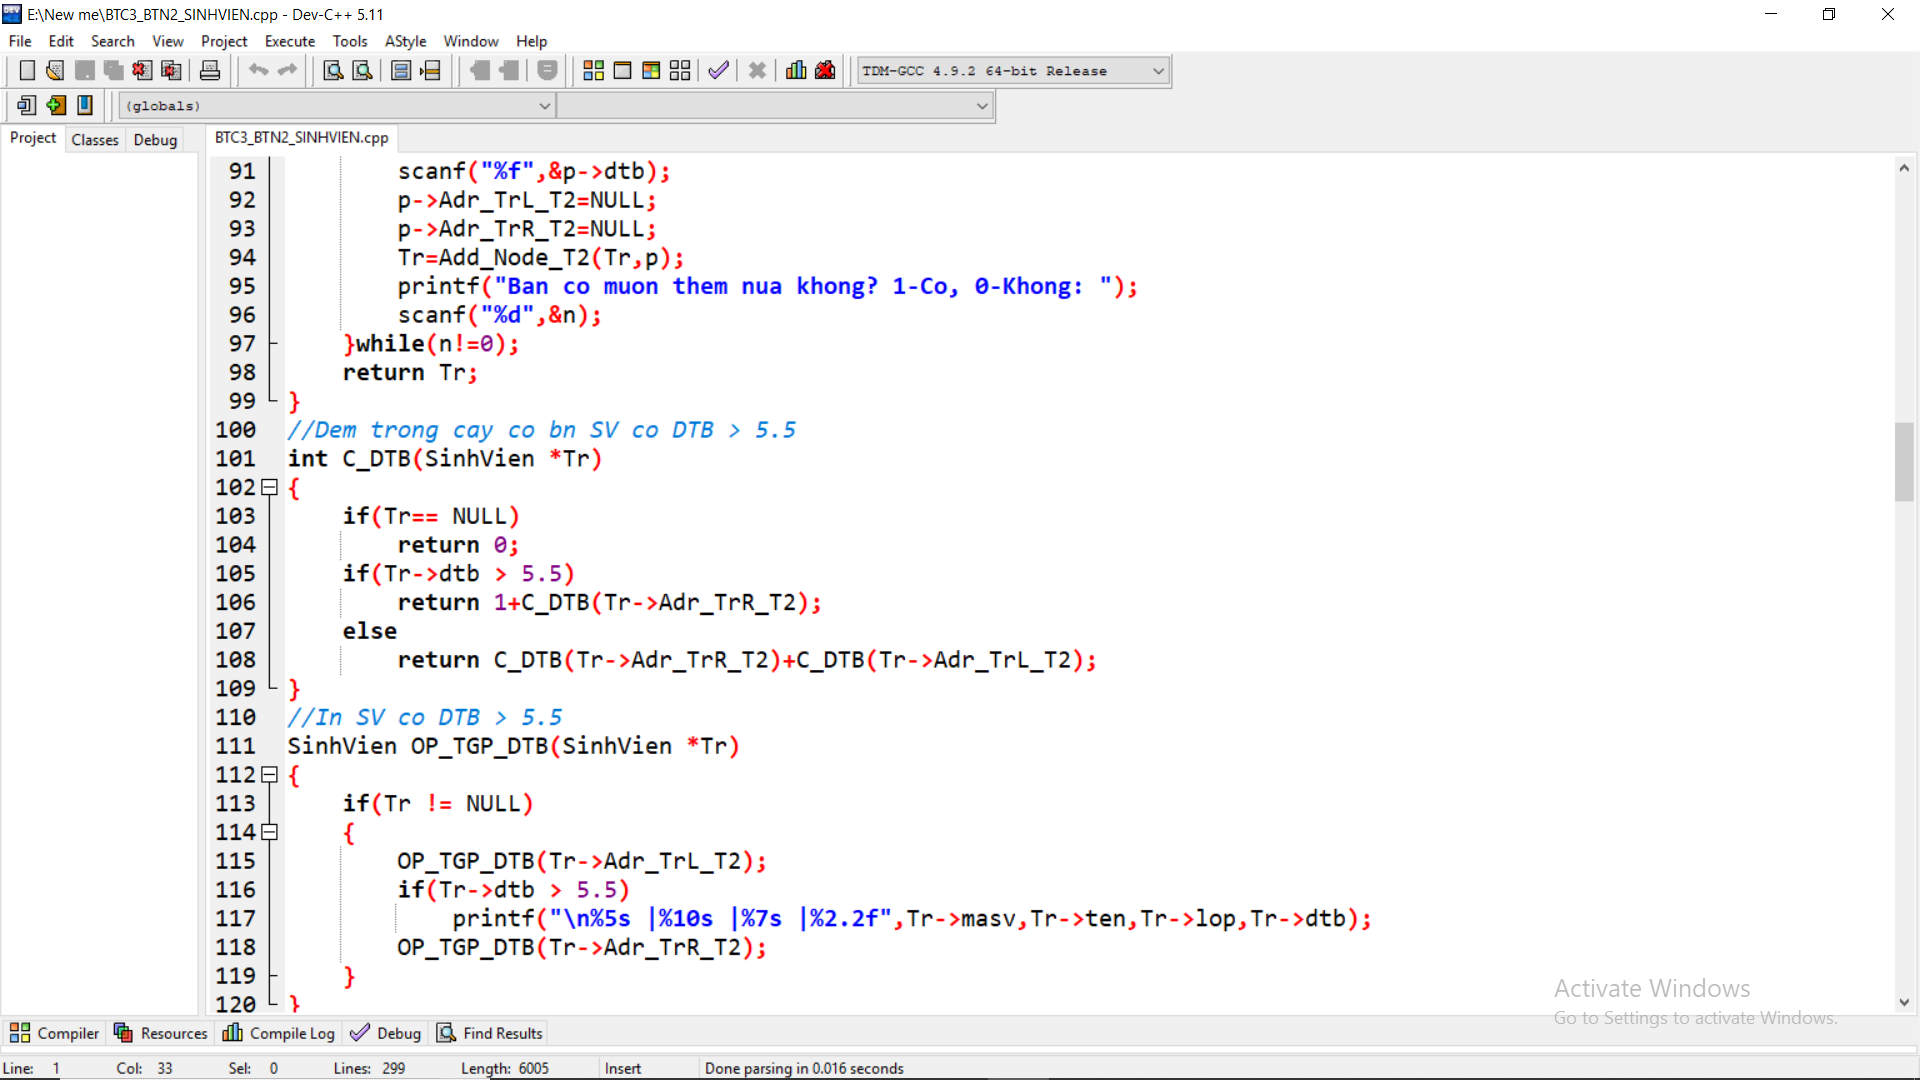 E:\New me\BTC3_BTN2_SINHVIEN.cpp - Dev-C++ 5.11
File Edit Search View Project Execute Tools AStyle Window Help
TDM-GCC 4.9.2 64-bit Release
(globals)
Project Classes Debug BTC3_BTN2_SINHVIEN.cpp
91 scanf("%f",&p->dtb);
92 p->Adr_TrL_T2=NULL;
93 p->Adr_TrR_T2=NULL;
94 Tr=Add_Node_T2(Tr,p);
95 printf("Ban co muon them nua khong? 1-Co, 0-Khong: ");
96 scanf("%d",&n);
97 }while(n!=0);
98 return Tr;
99 }
100 //Dem trong cay co bn SV co DTB > 5.5
101 int C_DTB(SinhVien *Tr)
102 {
103 if(Tr== NULL)
104 return 0;
105 if(Tr->dtb > 5.5)
106 return 1+C_DTB(Tr->Adr_TrR_T2);
107 else
108 return C_DTB(Tr->Adr_TrR_T2)+C_DTB(Tr->Adr_TrL_T2);
109 }
110 //In SV co DTB > 5.5
111 SinhVien OP_TGP_DTB(SinhVien *Tr)
112 {
113 if(Tr != NULL)
114 {
115 OP_TGP_DTB(Tr->Adr_TrL_T2);
116 if(Tr->dtb > 5.5)
117 printf("\n%5s |%10s |%7s |%2.2f",Tr->masv,Tr->ten,Tr->lop,Tr->dtb);
118 OP_TGP_DTB(Tr->Adr_TrR_T2);
119 }
120 }
Activate Windows
Go to Settings to activate Windows.
Compiler Resources Compile Log Debug Find Results
Line: 1 Col: 33 Sel: 0 Lines: 299 Length: 6005 Insert Done parsing in 0.016 seconds